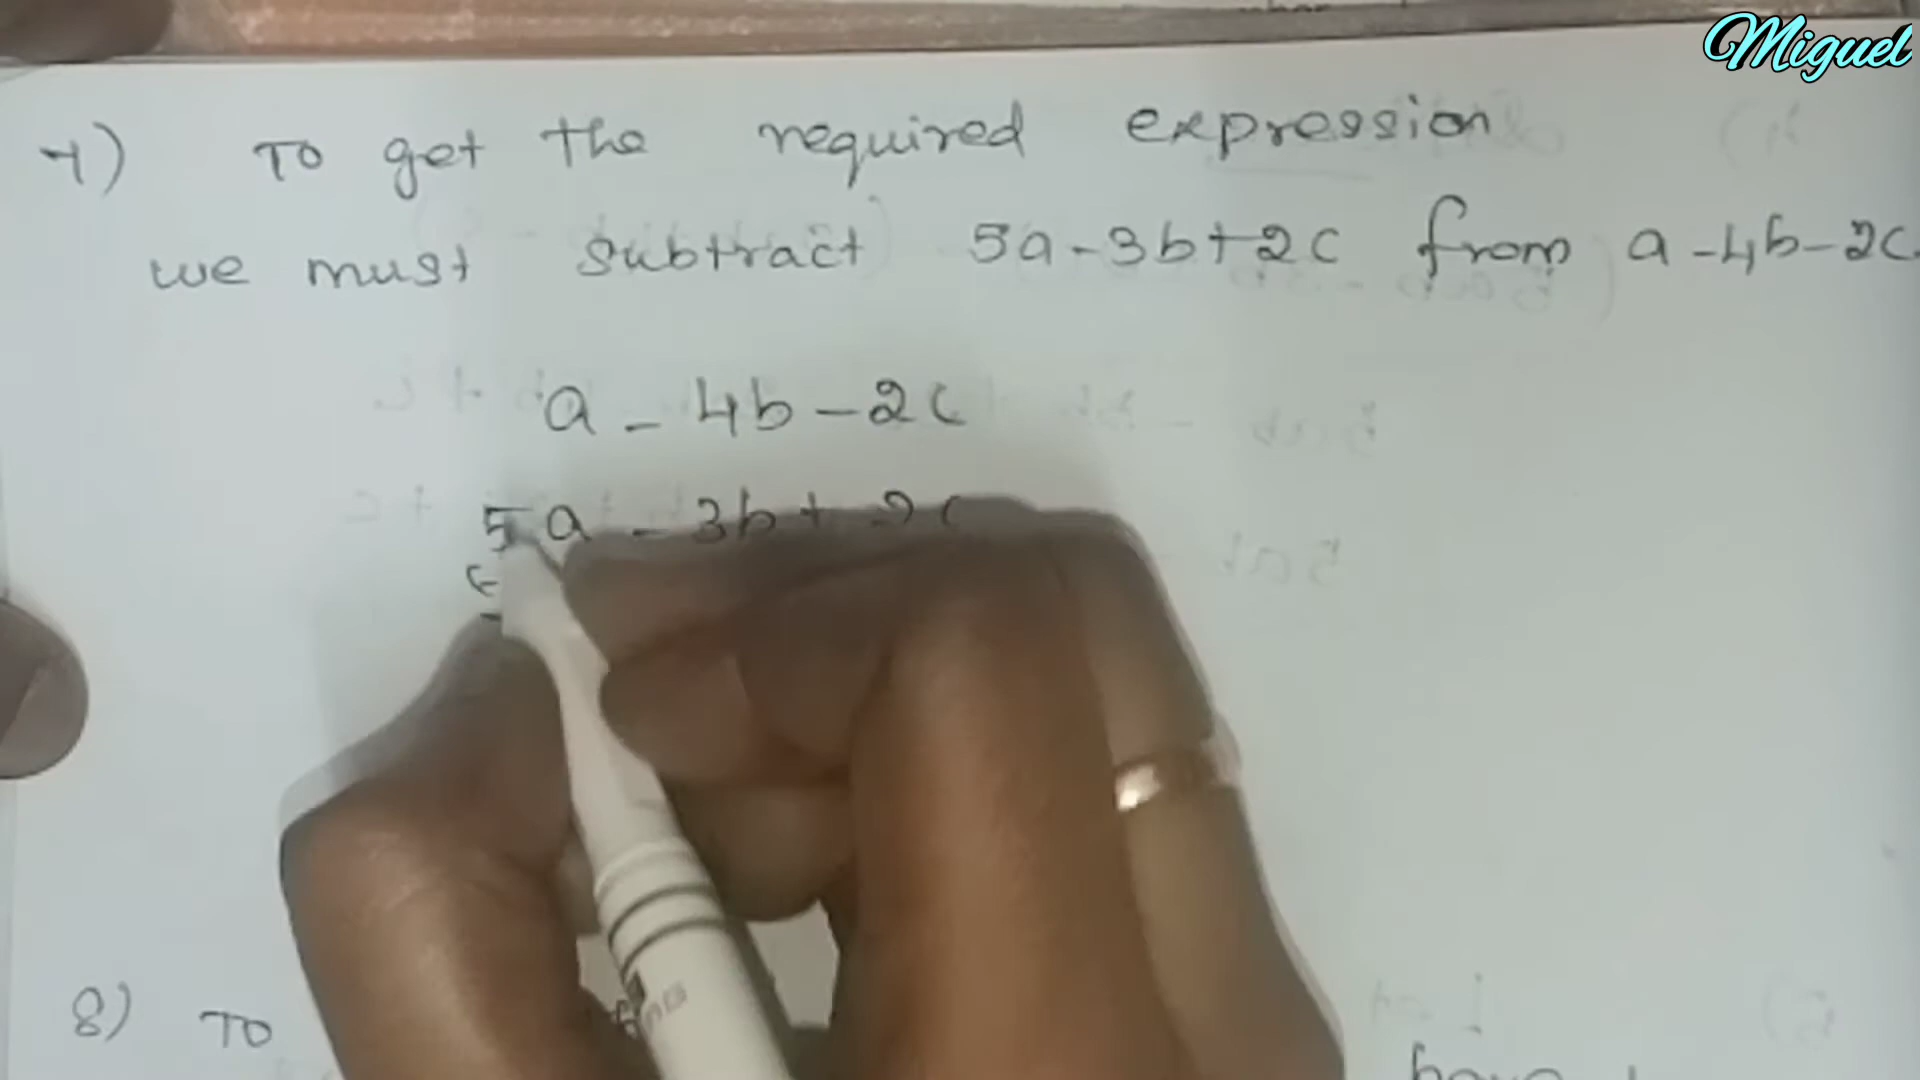 Miguel
7) To get the required expression
we must subtract 5a-3b+2c from a-4b-2c.
a - 4b - 2c
5a - 3b + 2c
8) To
have